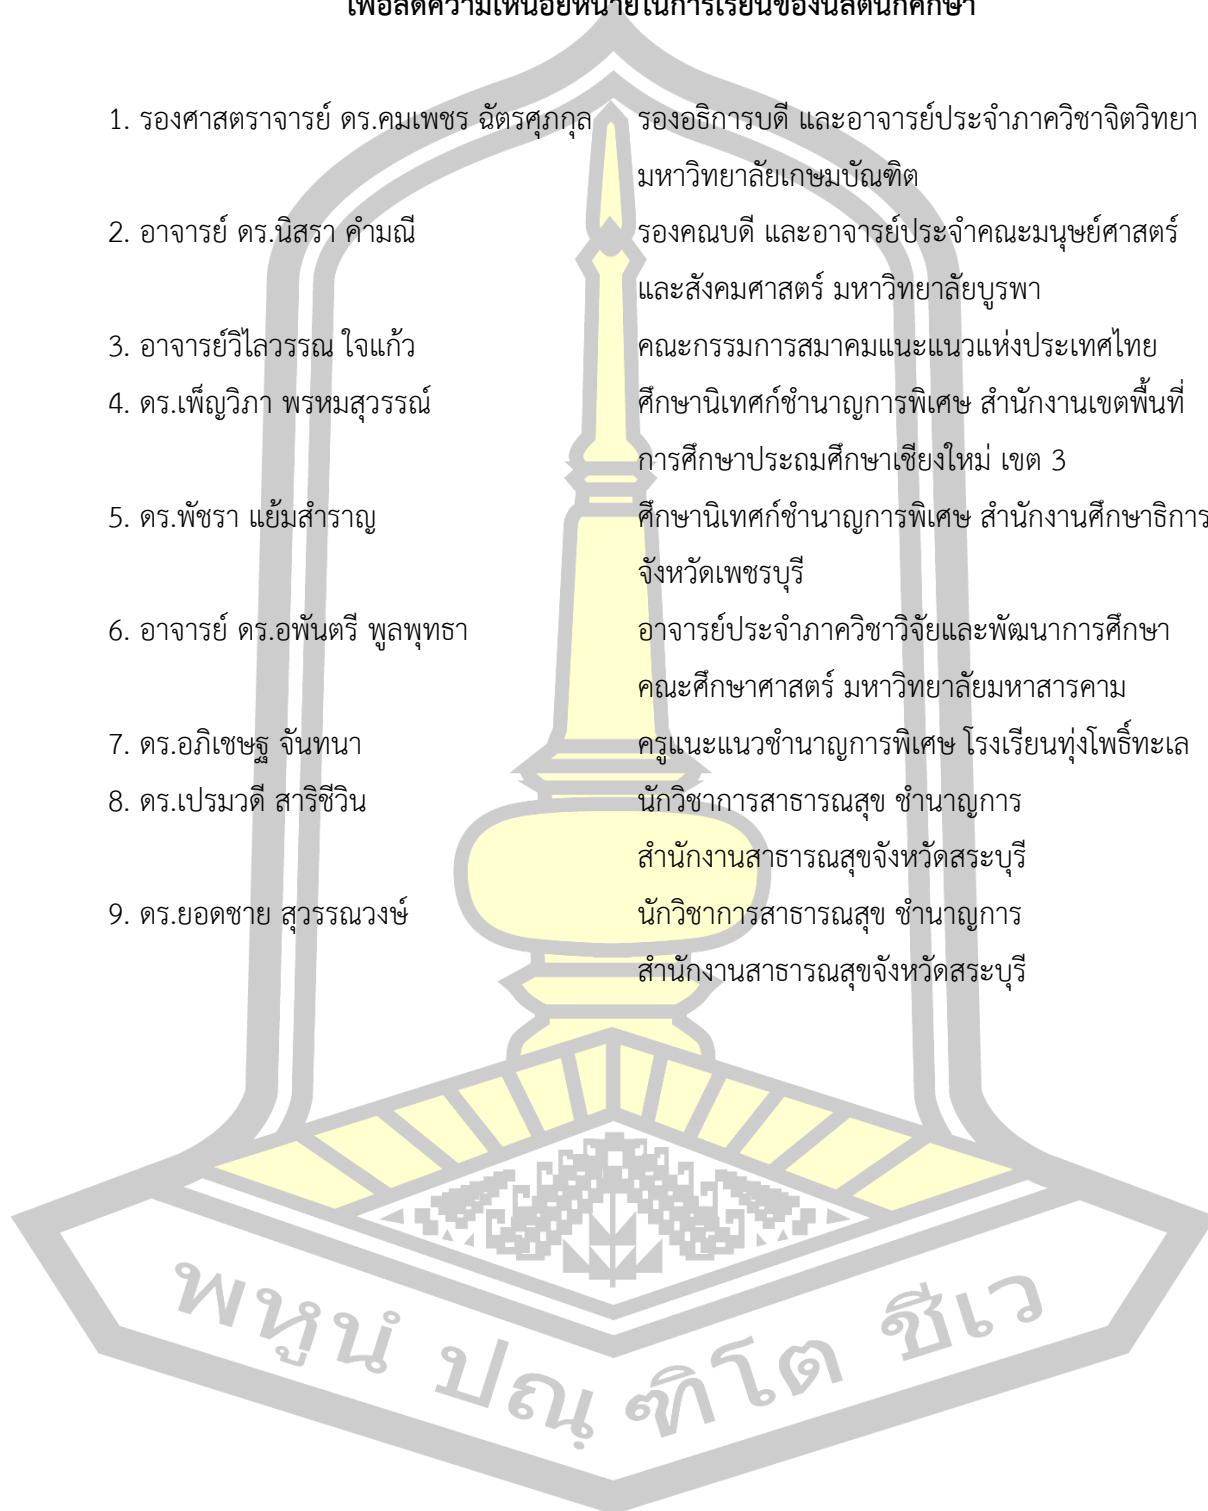 เพื่อลดความเหนื่อยหน่ายในการเรียนของนิสิตนักศึกษา
1. รองศาสตราจารย์ ดร.คมเพชร ฉัตรศุภกุล รองอธิการบดี และอาจารย์ประจำภาควิชาจิตวิทยา
มหาวิทยาลัยเกษมบัณฑิต
2. อาจารย์ ดร.นิสรา คำมณี รองคณบดี และอาจารย์ประจำคณะมนุษย์ศาสตร์
และสังคมศาสตร์ มหาวิทยาลัยบูรพา
3. อาจารย์วิไลวรรณ ใจแก้ว คณะกรรมการสมาคมแนะแนวแห่งประเทศไทย
4. ดร.เพ็ญวิภา พรหมสุวรรณ์ ศึกษานิเทศก์ชำนาญการพิเศษ สำนักงานเขตพื้นที่
การศึกษาประถมศึกษาเชียงใหม่ เขต 3
5. ดร.พัชรา แย้มสำราญ ศึกษานิเทศก์ชำนาญการพิเศษ สำนักงานศึกษาธิการ
จังหวัดเพชรบุรี
6. อาจารย์ ดร.อพันตรี พูลพุทธา อาจารย์ประจำภาควิชาวิจัยและพัฒนาการศึกษา
คณะศึกษาศาสตร์ มหาวิทยาลัยมหาสารคาม
7. ดร.อภิเชษฐ จันทนา ครูแนะแนวชำนาญการพิเศษ โรงเรียนทุ่งโพธิ์ทะเล
8. ดร.เปรมวดี สาริชีวิน นักวิชาการสาธารณสุข ชำนาญการ
สำนักงานสาธารณสุขจังหวัดสระบุรี
9. ดร.ยอดชาย สุวรรณวงษ์ นักวิชาการสาธารณสุข ชำนาญการ
สำนักงานสาธารณสุขจังหวัดสระบุรี
พหูนํ ปณฺฑิโต ชีเว